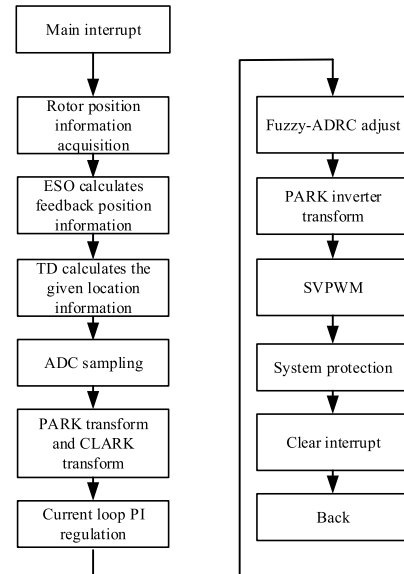 Main interrupt
Rotor position
information
acquisition
ESO calculates
feedback position
information
TD calculates the
given location
information
ADC sampling
PARK transform
and CLARK
transform
Current loop PI
regulation
Fuzzy-ADRC adjust
PARK inverter
transform
SVPWM
System protection
Clear interrupt
Back